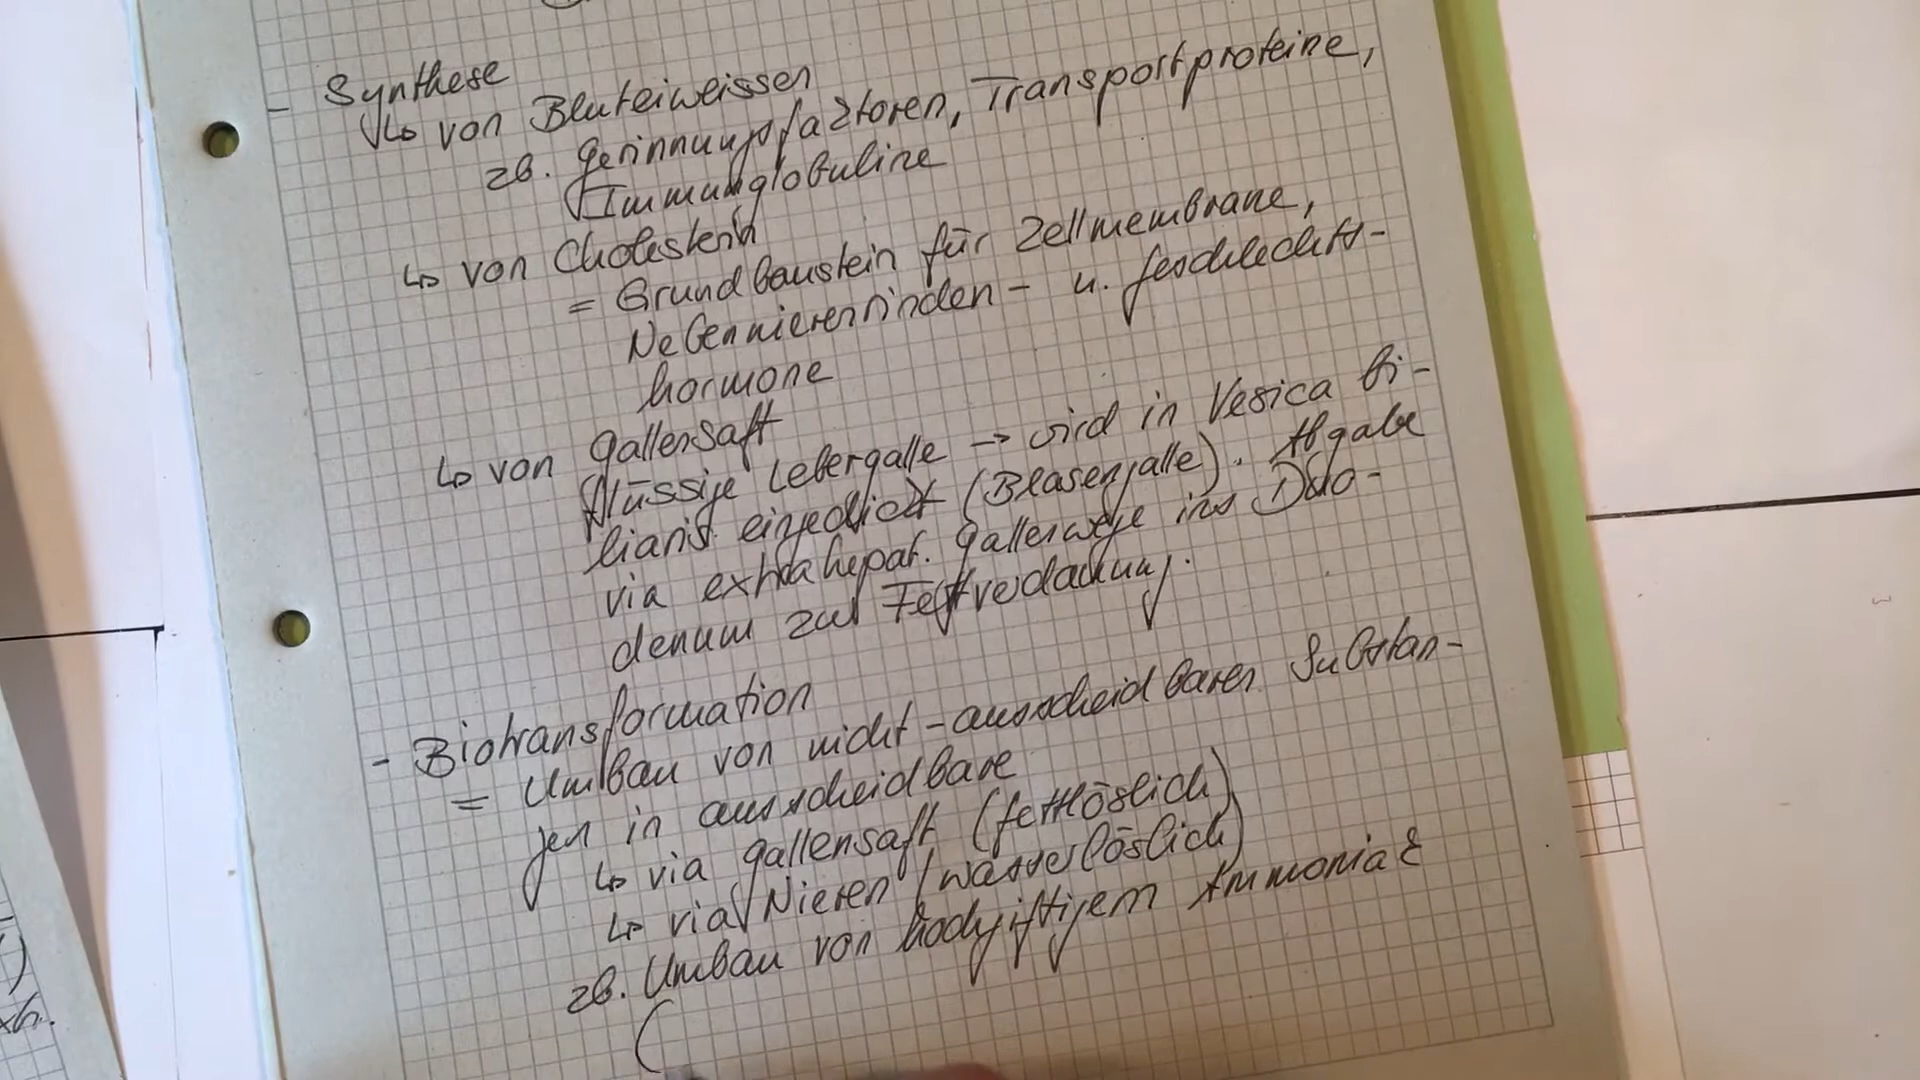 - Synthese
↳ von Bluteiweissen
zB. Gerinnungsfaktoren, Transportproteine,
Immunglobuline
↳ von Cholesterin
= Grundbaustein für Zellmembrane,
Nebennierenrinden- u. Geschlechts-
hormone
↳ von Gallensaft
flüssige Lebergalle → wird in Vesica bi-
liaris eingedickt (Blasengalle). Abgabe
via extrahepat. Gallenwege ins Duo-
denum zur Fettverdauung.
- Biotransformation
= Umbau von nicht-ausscheidbaren Substan-
zen in ausscheidbare
↳ via Gallensaft (fettlöslich)
↳ via Nieren (wasserlöslich)
zB. Umbau von hochgiftigem Ammoniak
(